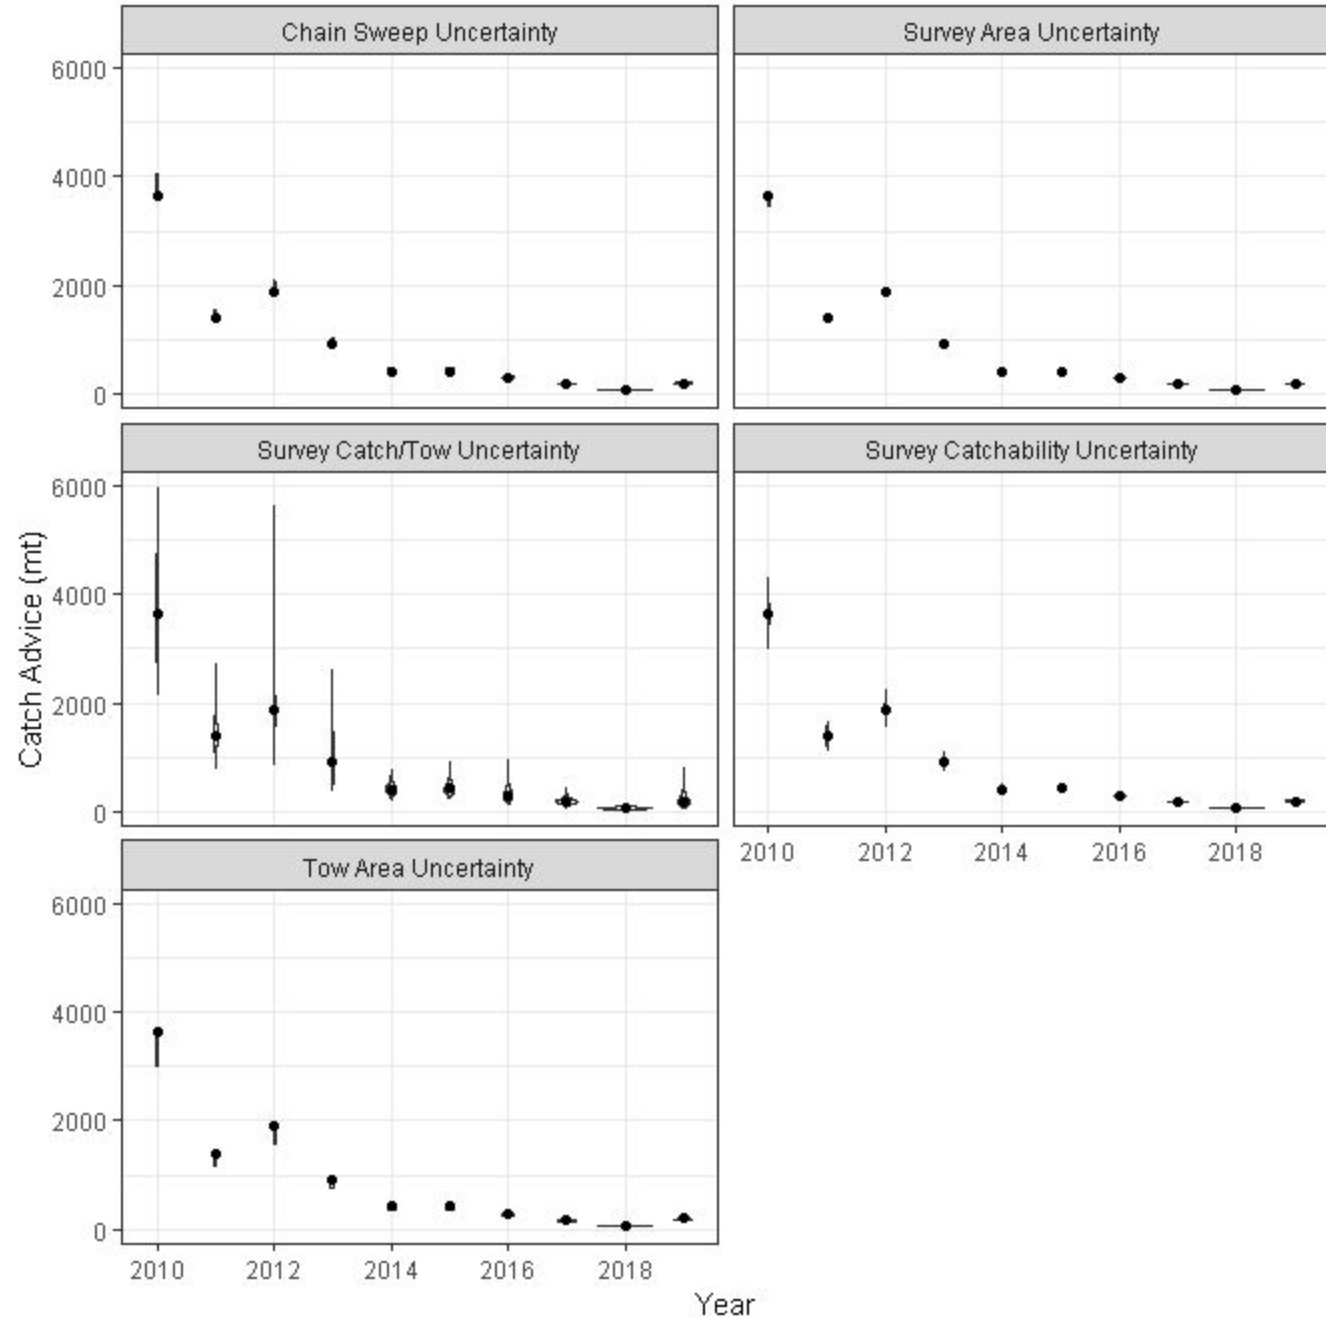 Chain Sweep Uncertainty
Survey Area Uncertainty
6000
4000
2000
0
Survey Catch/Tow Uncertainty
Survey Catchability Uncertainty
6000
4000
2000
0
2010 2012 2014 2016 2018
Tow Area Uncertainty
6000
4000
2000
0
2010 2012 2014 2016 2018
Catch Advice (mt)
Year